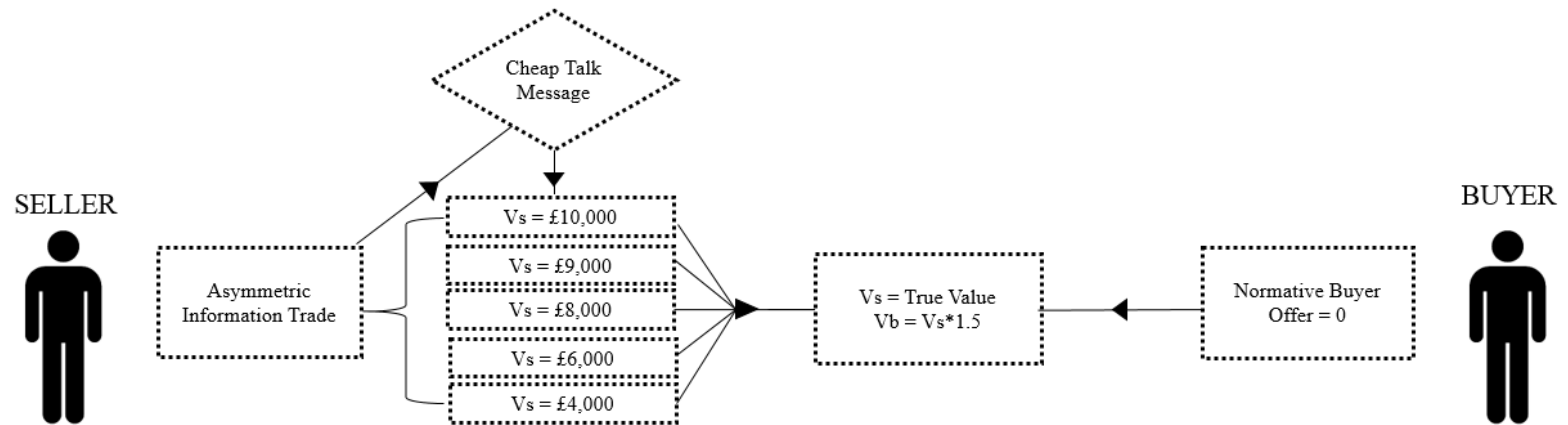 Cheap Talk
Message
SELLER
Asymmetric
Information Trade
Vs = £10,000
Vs = £9,000
Vs = £8,000
Vs = £6,000
Vs = £4,000
Vs = True Value
Vb = Vs*1.5
Normative Buyer
Offer = 0
BUYER